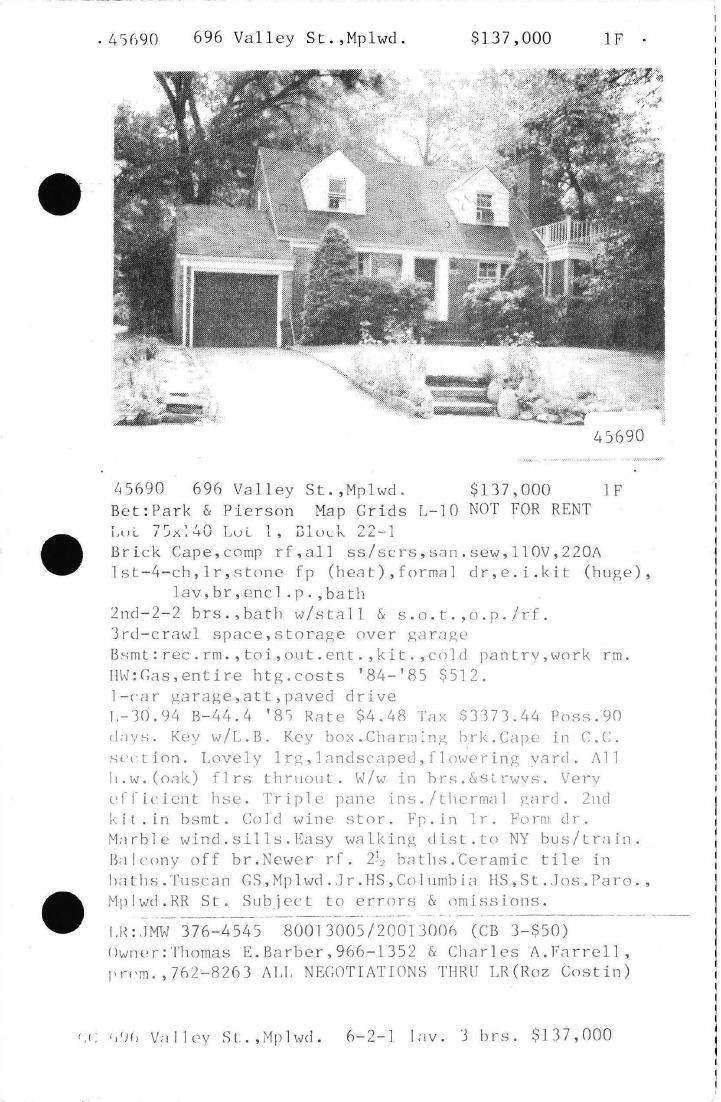 45690 696 Valley St.,Mplwd. $137,000 1F
45690
45690 696 Valley St.,Mplwd. $137,000 1F
Bet:Park & Pierson Map Grids L-10 NOT FOR RENT
Lot 75x140 Lot 1, Block 22-1
Brick Cape,comp rf,all ss/scrs,san.sew,110V,220A
1st-4-ch,lr,stone fp (heat),formal dr,e.i.kit (huge),
lav,br,encl.p.,bath
2nd-2-2 brs.,bath w/stall & s.o.t.,o.p./rf.
3rd-crawl space,storage over garage
Bsmt:rec.rm.,toi,out.ent.,kit.,cold pantry,work rm.
HW:Gas,entire htg.costs '84-'85 $512.
1-car garage,att,paved drive
L-30.94 B-44.4 '85 Rate $4.48 Tax $3373.44 Poss.90
days. Key w/L.B. Key box.Charming brk.Cape in C.C.
section. Lovely lrg,landscaped,flowering yard. All
h.w.(oak) flrs thruout. W/w in brs.&strwys. Very
efficient hse. Triple pane ins./thermal gard. 2nd
kit.in bsmt. Cold wine stor. Fp.in lr. Form dr.
Marble wind.sills.Easy walking dist.to NY bus/train.
Balcony off br.Newer rf. 2½ baths.Ceramic tile in
baths.Tuscan GS,Mplwd.Jr.HS,Columbia HS,St.Jos.Paro.,
Mplwd.RR St. Subject to errors & omissions.
LR:JMW 376-4545 80013005/20013006 (CB 3-$50)
Owner:Thomas E.Barber,966-1352 & Charles A.Farrell,
prem.,762-8263 ALL NEGOTIATIONS THRU LR(Roz Costin)
CC 696 Valley St.,Mplwd. 6-2-1 lav. 3 brs. $137,000